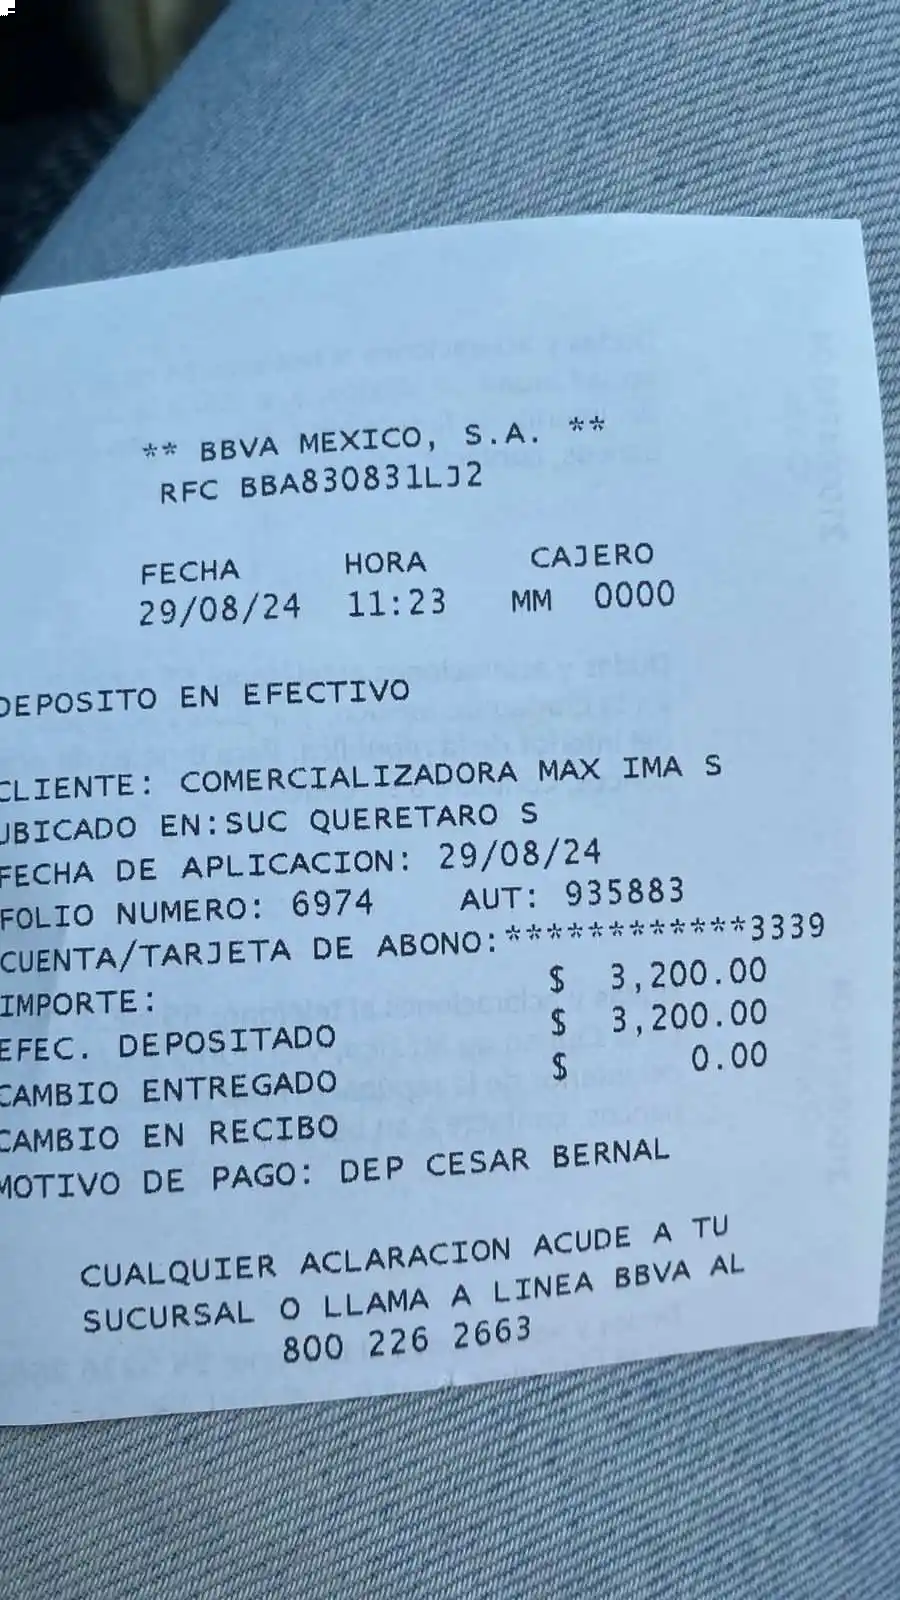 ** BBVA MEXICO, S.A. **
RFC BBA830831LJ2
FECHA HORA CAJERO
29/08/24 11:23 MM 0000
DEPOSITO EN EFECTIVO
CLIENTE: COMERCIALIZADORA MAX IMA S
UBICADO EN:SUC QUERETARO S
FECHA DE APLICACION: 29/08/24
FOLIO NUMERO: 6974 AUT: 935883
CUENTA/TARJETA DE ABONO:************3339
IMPORTE: $ 3,200.00
EFEC. DEPOSITADO $ 3,200.00
CAMBIO ENTREGADO $ 0.00
CAMBIO EN RECIBO
MOTIVO DE PAGO: DEP CESAR BERNAL
CUALQUIER ACLARACION ACUDE A TU
SUCURSAL O LLAMA A LINEA BBVA AL
800 226 2663